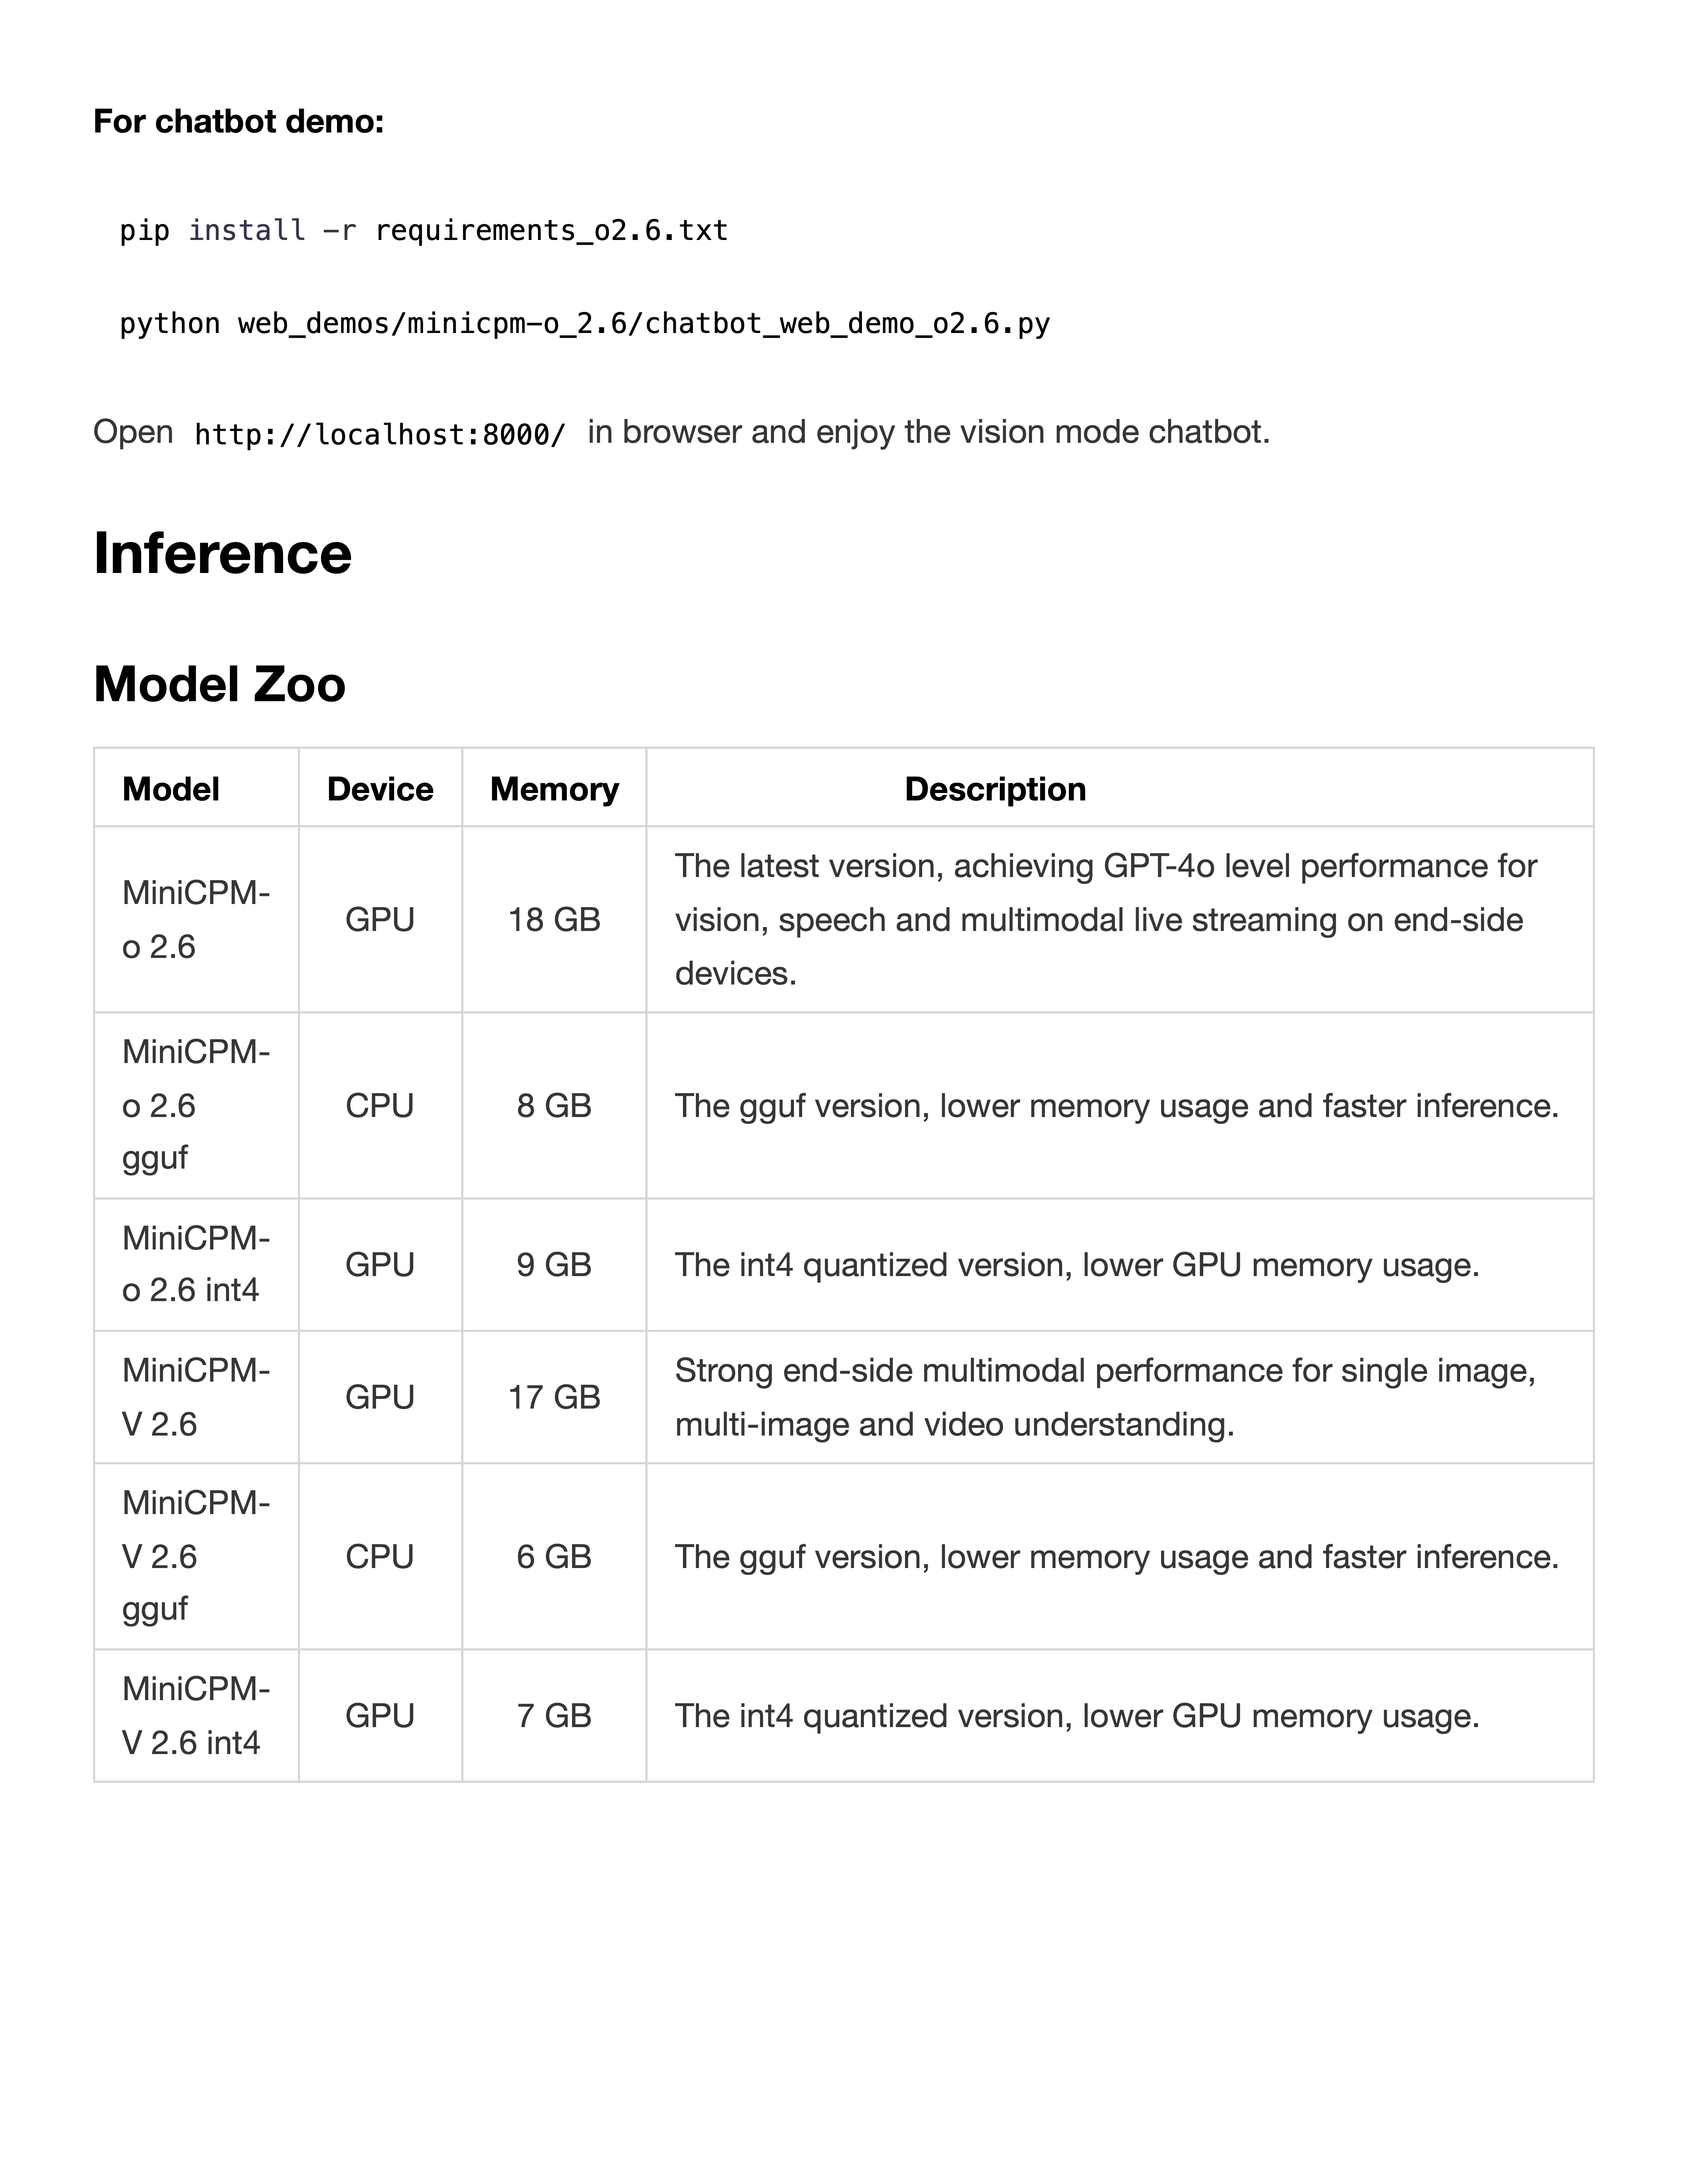 For chatbot demo:
pip install -r requirements_o2.6.txt
python web_demos/minicpm-o_2.6/chatbot_web_demo_o2.6.py
Open http://localhost:8000/ in browser and enjoy the vision mode chatbot.
Inference
Model Zoo
Model Device Memory Description
MiniCPM-
o 2.6
GPU
18 GB
The latest version, achieving GPT-4o level performance for
vision, speech and multimodal live streaming on end-side
devices.
MiniCPM-
o 2.6
gguf
CPU
8 GB
The gguf version, lower memory usage and faster inference.
MiniCPM-
o 2.6 int4
GPU
9 GB
The int4 quantized version, lower GPU memory usage.
MiniCPM-
V 2.6
GPU
17 GB
Strong end-side multimodal performance for single image,
multi-image and video understanding.
MiniCPM-
V 2.6
gguf
CPU
6 GB
The gguf version, lower memory usage and faster inference.
MiniCPM-
V 2.6 int4
GPU
7 GB
The int4 quantized version, lower GPU memory usage.